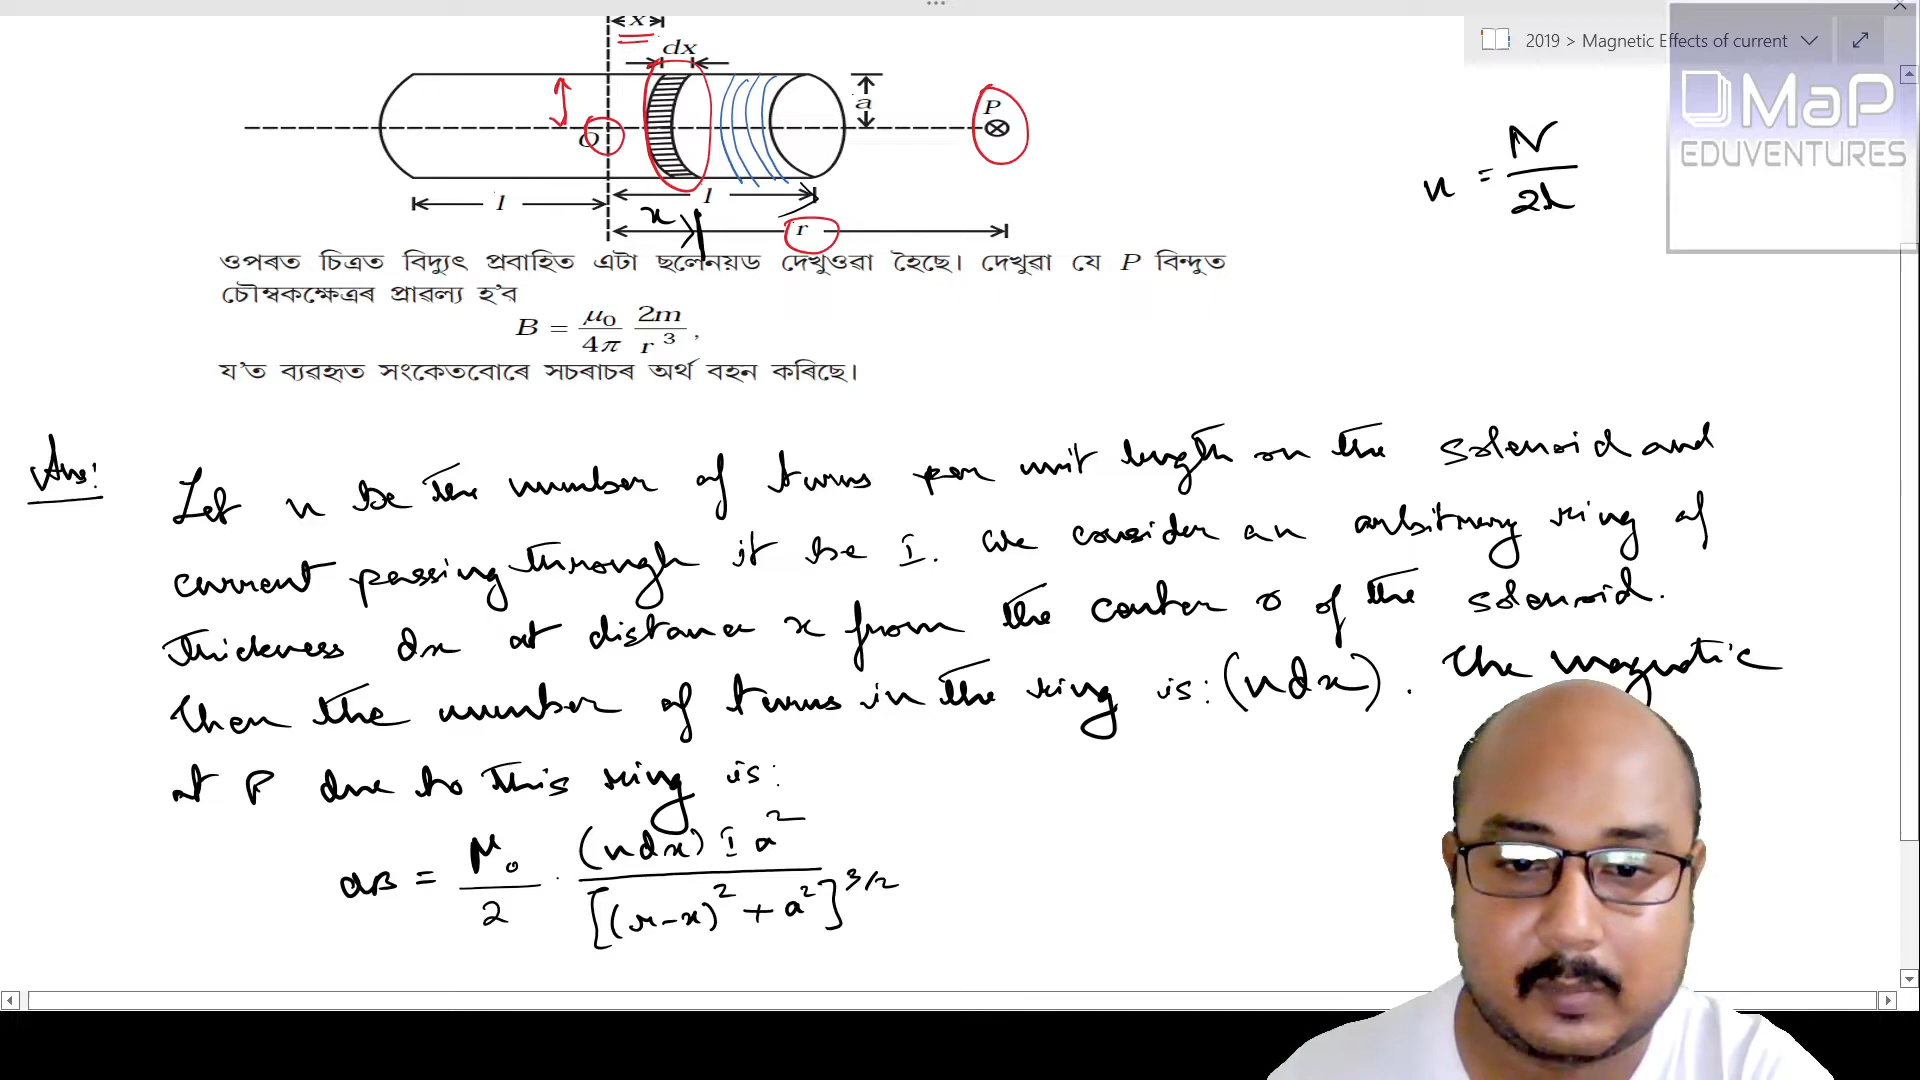 2019 > Magnetic Effects of current
MaP
EDUVENTURES
x
dx
a
P
O
l
l
x
r
n = N / 2l
ওপৰত চিত্ৰত বিদ্যুৎ প্ৰবাহিত এটা ছলেনয়ড দেখুওৱা হৈছে। দেখুৱা যে P বিন্দুত
চৌম্বকক্ষেত্ৰৰ প্ৰাৱল্য হ'ব
B = μ₀/4π 2m/r³ ,
য'ত ব্যৱহৃত সংকেতবোৰে সচৰাচৰ অৰ্থ বহন কৰিছে।
Ans: Let n be the number of turns per unit length on the solenoid and
current passing through it be I. We consider an arbitrary ring of
thickness dx at distance x from the center O of the solenoid.
Then the number of turns in the ring is: (ndx). The magnetic
at P due to this ring is:
dB = μ₀/2 · (ndx) I a² / [(r-x)² + a²]^3/2